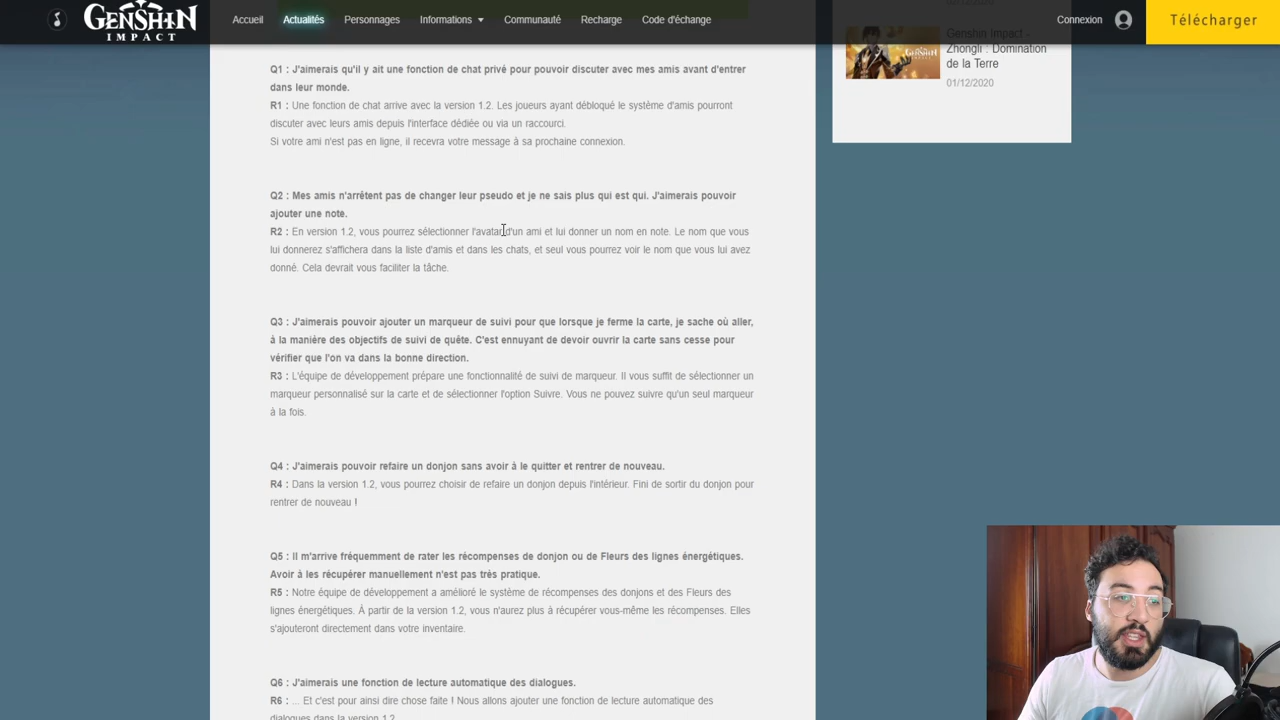 GENSHIN
IMPACT
Accueil
Actualités
Personnages
Informations
Communauté
Recharge
Code d'échange
Connexion
Télécharger
Genshin Impact -
Zhongli : Domination
de la Terre
01/12/2020
Q1 : J'aimerais qu'il y ait une fonction de chat privé pour pouvoir discuter avec mes amis avant d'entrer
dans leur monde.
R1 : Une fonction de chat arrive avec la version 1.2. Les joueurs ayant débloqué le système d'amis pourront
discuter avec leurs amis depuis l'interface dédiée ou via un raccourci.
Si votre ami n'est pas en ligne, il recevra votre message à sa prochaine connexion.
Q2 : Mes amis n'arrêtent pas de changer leur pseudo et je ne sais plus qui est qui. J'aimerais pouvoir
ajouter une note.
R2 : En version 1.2, vous pourrez sélectionner l'avatar d'un ami et lui donner un nom en note. Le nom que vous
lui donnerez s'affichera dans la liste d'amis et dans les chats, et seul vous pourrez voir le nom que vous lui avez
donné. Cela devrait vous faciliter la tâche.
Q3 : J'aimerais pouvoir ajouter un marqueur de suivi pour que lorsque je ferme la carte, je sache où aller,
à la manière des objectifs de suivi de quête. C'est ennuyant de devoir ouvrir la carte sans cesse pour
vérifier que l'on va dans la bonne direction.
R3 : L'équipe de développement prépare une fonctionnalité de suivi de marqueur. Il vous suffit de sélectionner un
marqueur personnalisé sur la carte et de sélectionner l'option Suivre. Vous ne pouvez suivre qu'un seul marqueur
à la fois.
Q4 : J'aimerais pouvoir refaire un donjon sans avoir à le quitter et rentrer de nouveau.
R4 : Dans la version 1.2, vous pourrez choisir de refaire un donjon depuis l'intérieur. Fini de sortir du donjon pour
rentrer de nouveau !
Q5 : Il m'arrive fréquemment de rater les récompenses de donjon ou de Fleurs des lignes énergétiques.
Avoir à les récupérer manuellement n'est pas très pratique.
R5 : Notre équipe de développement a amélioré le système de récompenses des donjons et des Fleurs des
lignes énergétiques. À partir de la version 1.2, vous n'aurez plus à récupérer vous-même les récompenses. Elles
s'ajouteront directement dans votre inventaire.
Q6 : J'aimerais une fonction de lecture automatique des dialogues.
R6 : ... Et c'est pour ainsi dire chose faite ! Nous allons ajouter une fonction de lecture automatique des
dialogues dans la version 1.2.